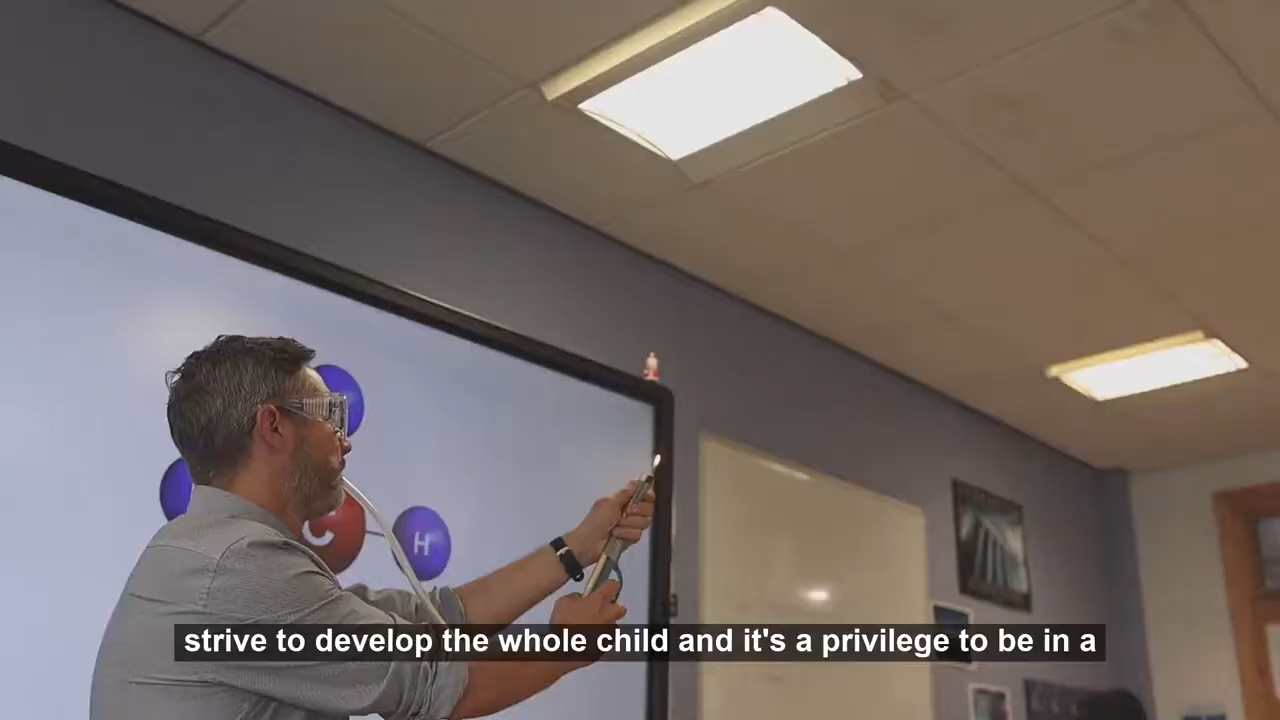 C
H
strive to develop the whole child and it's a privilege to be in a